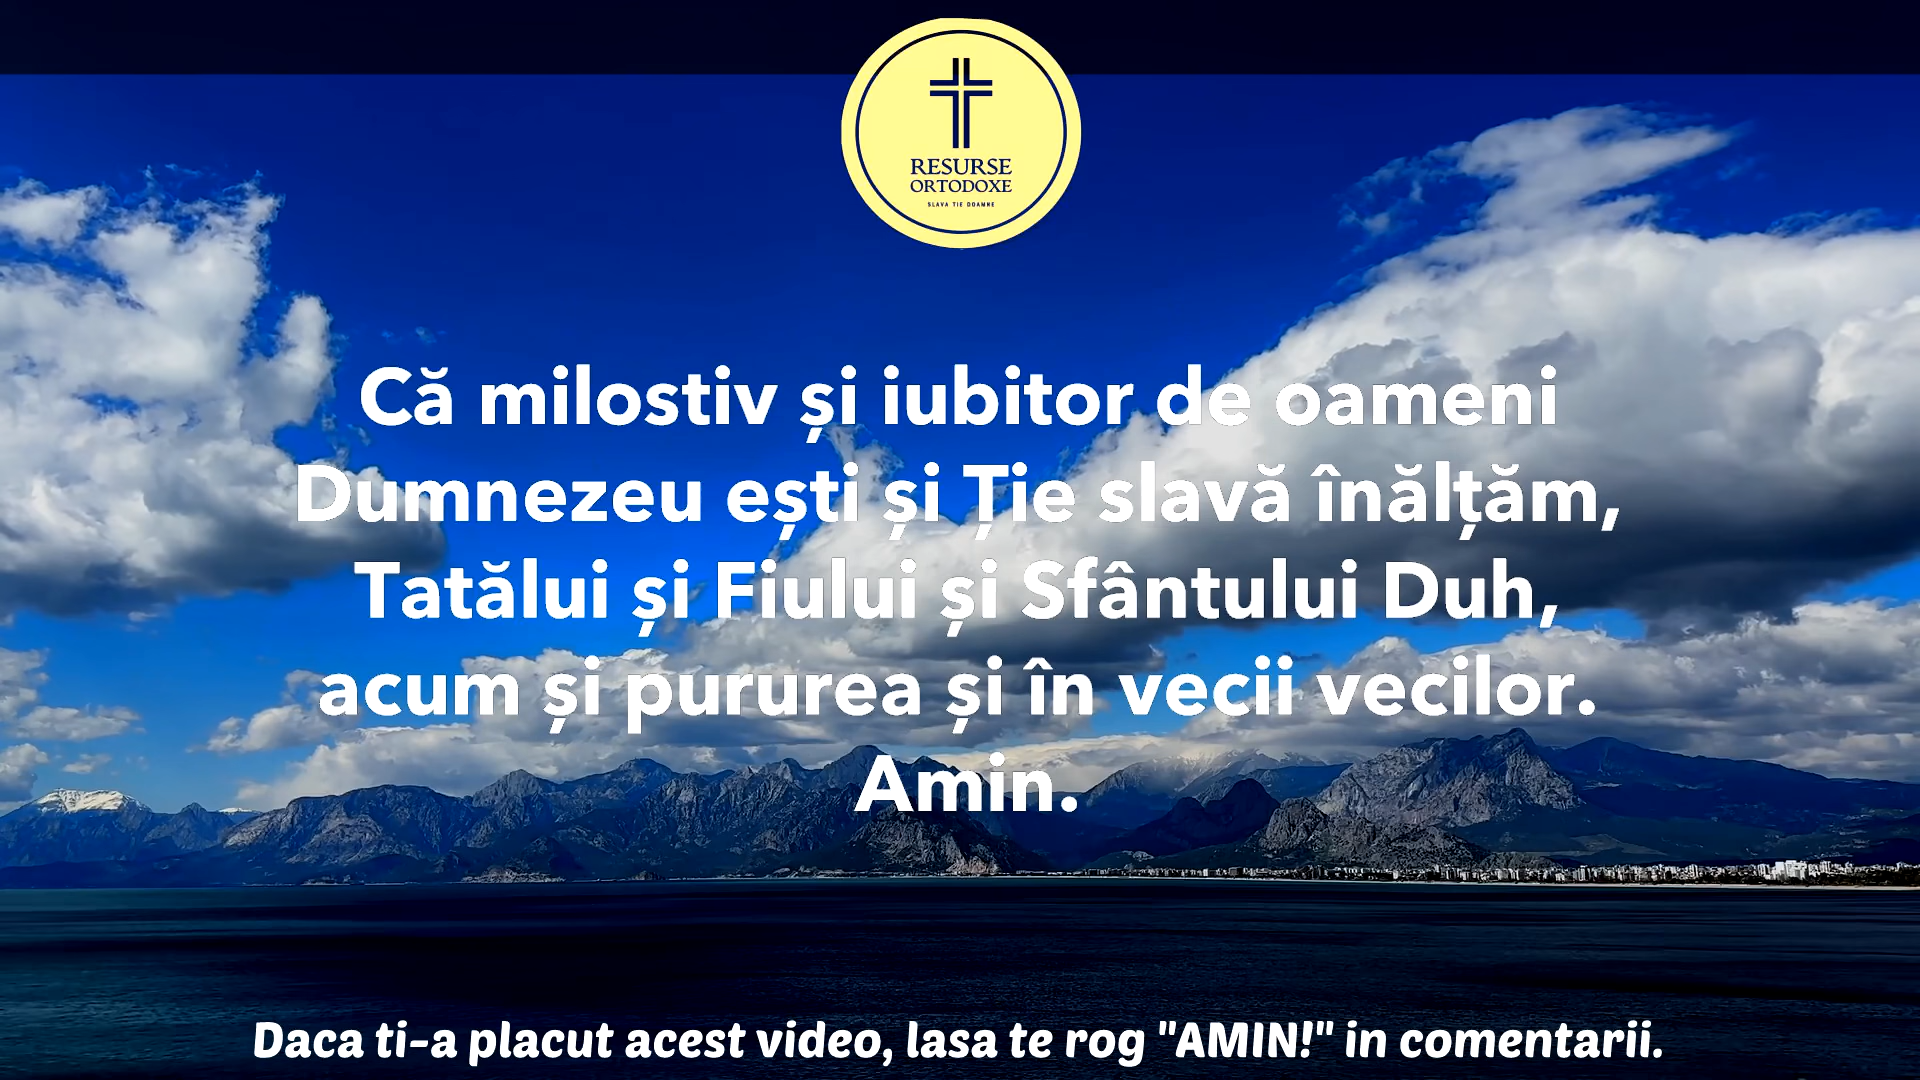 RESURSE
ORTODOXE
SLAVA TIE DOAMNE
Că milostiv și iubitor de oameni
Dumnezeu ești și Ție slavă înălțăm,
Tatălui și Fiului și Sfântului Duh,
acum și pururea și în vecii vecilor.
Amin.
Daca ti-a placut acest video, lasa te rog "AMIN!" in comentarii.